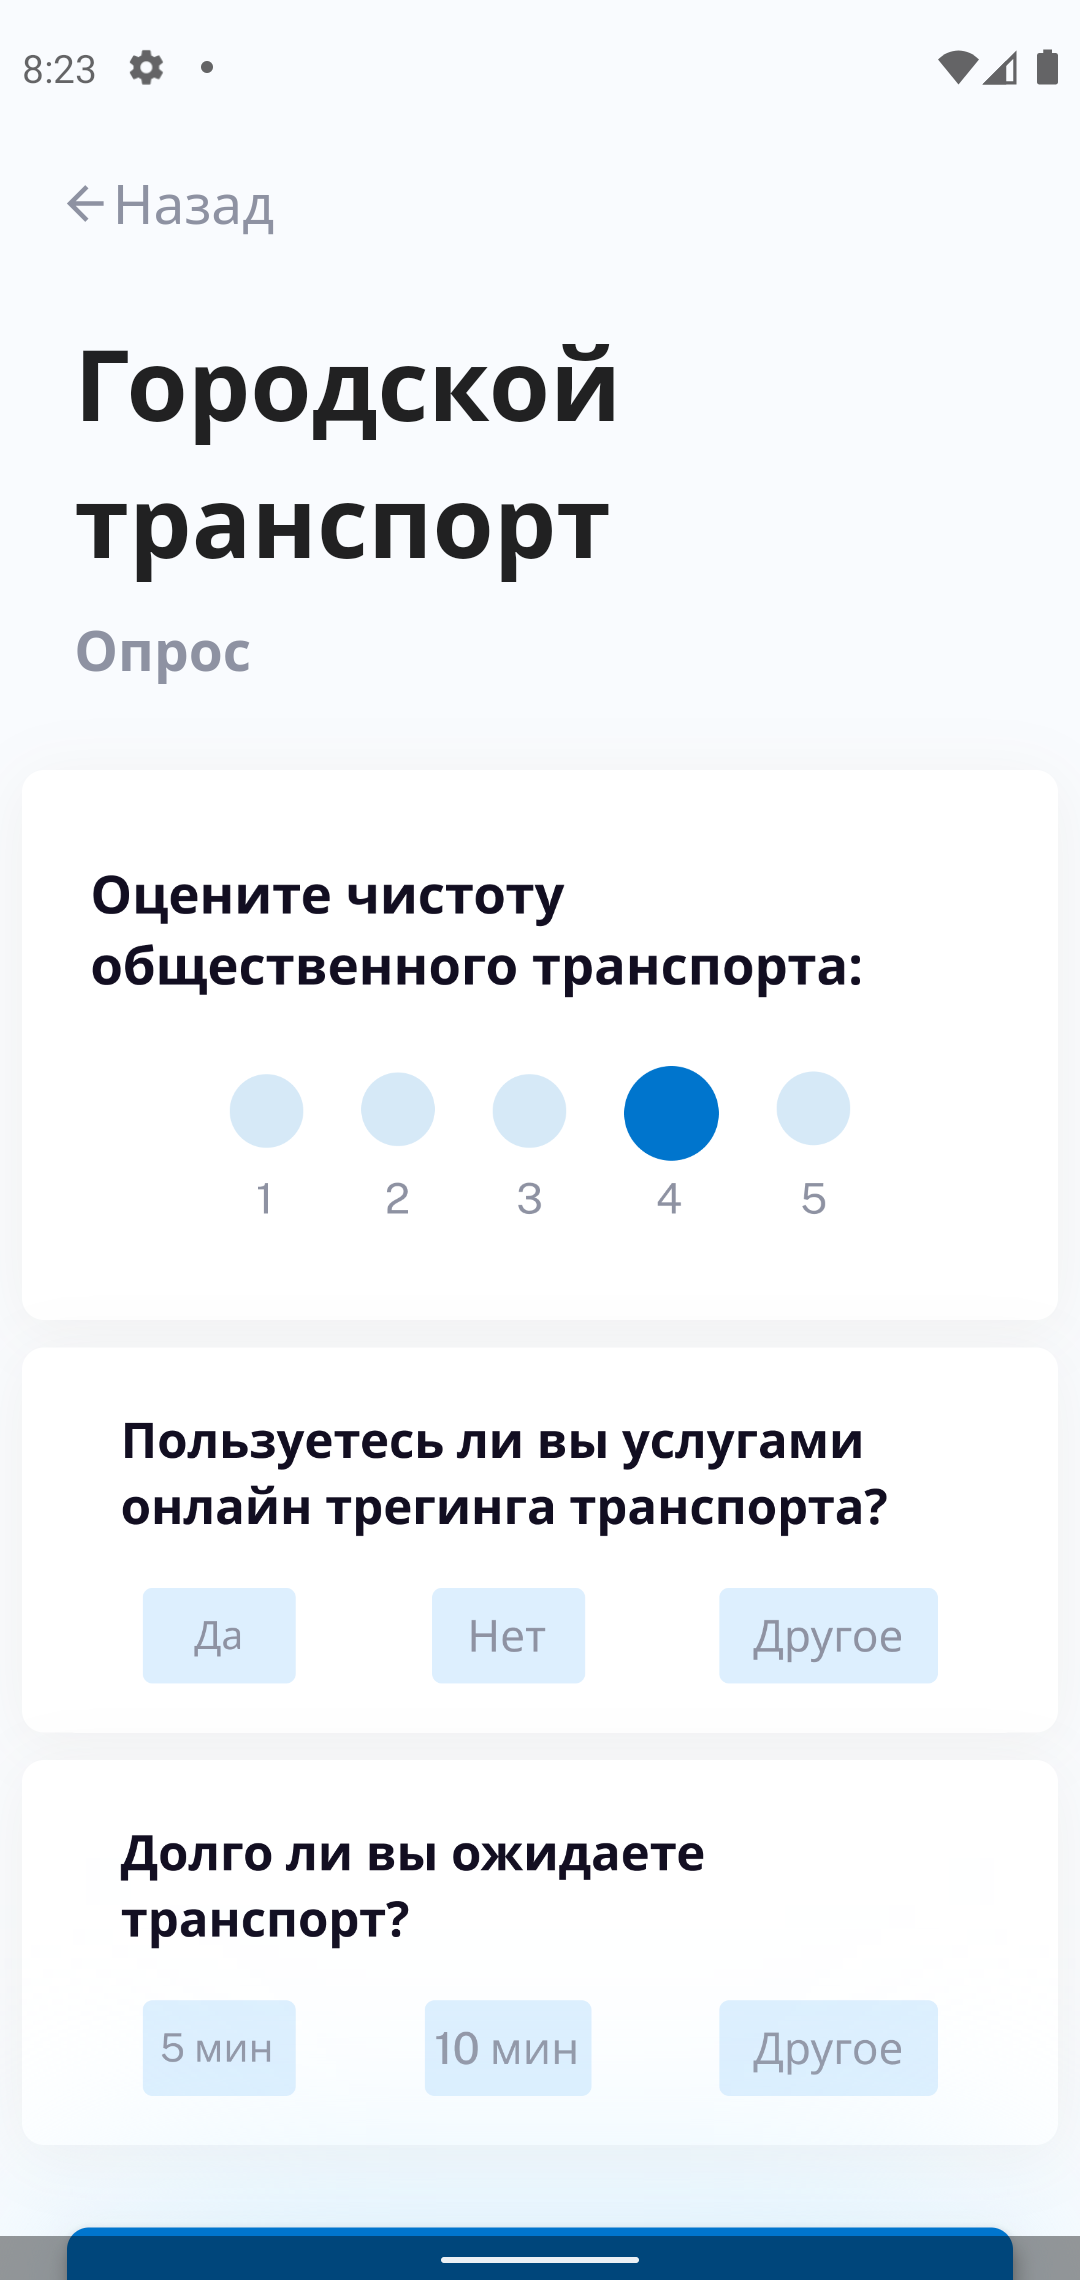 8:23
Назад
Городской
транспорт
Опрос
Оцените чистоту
общественного транспорта:
1 2 3 4 5
Пользуетесь ли вы услугами
онлайн трегинга транспорта?
Да Нет Другое
Долго ли вы ожидаете
транспорт?
5 мин 10 мин Другое